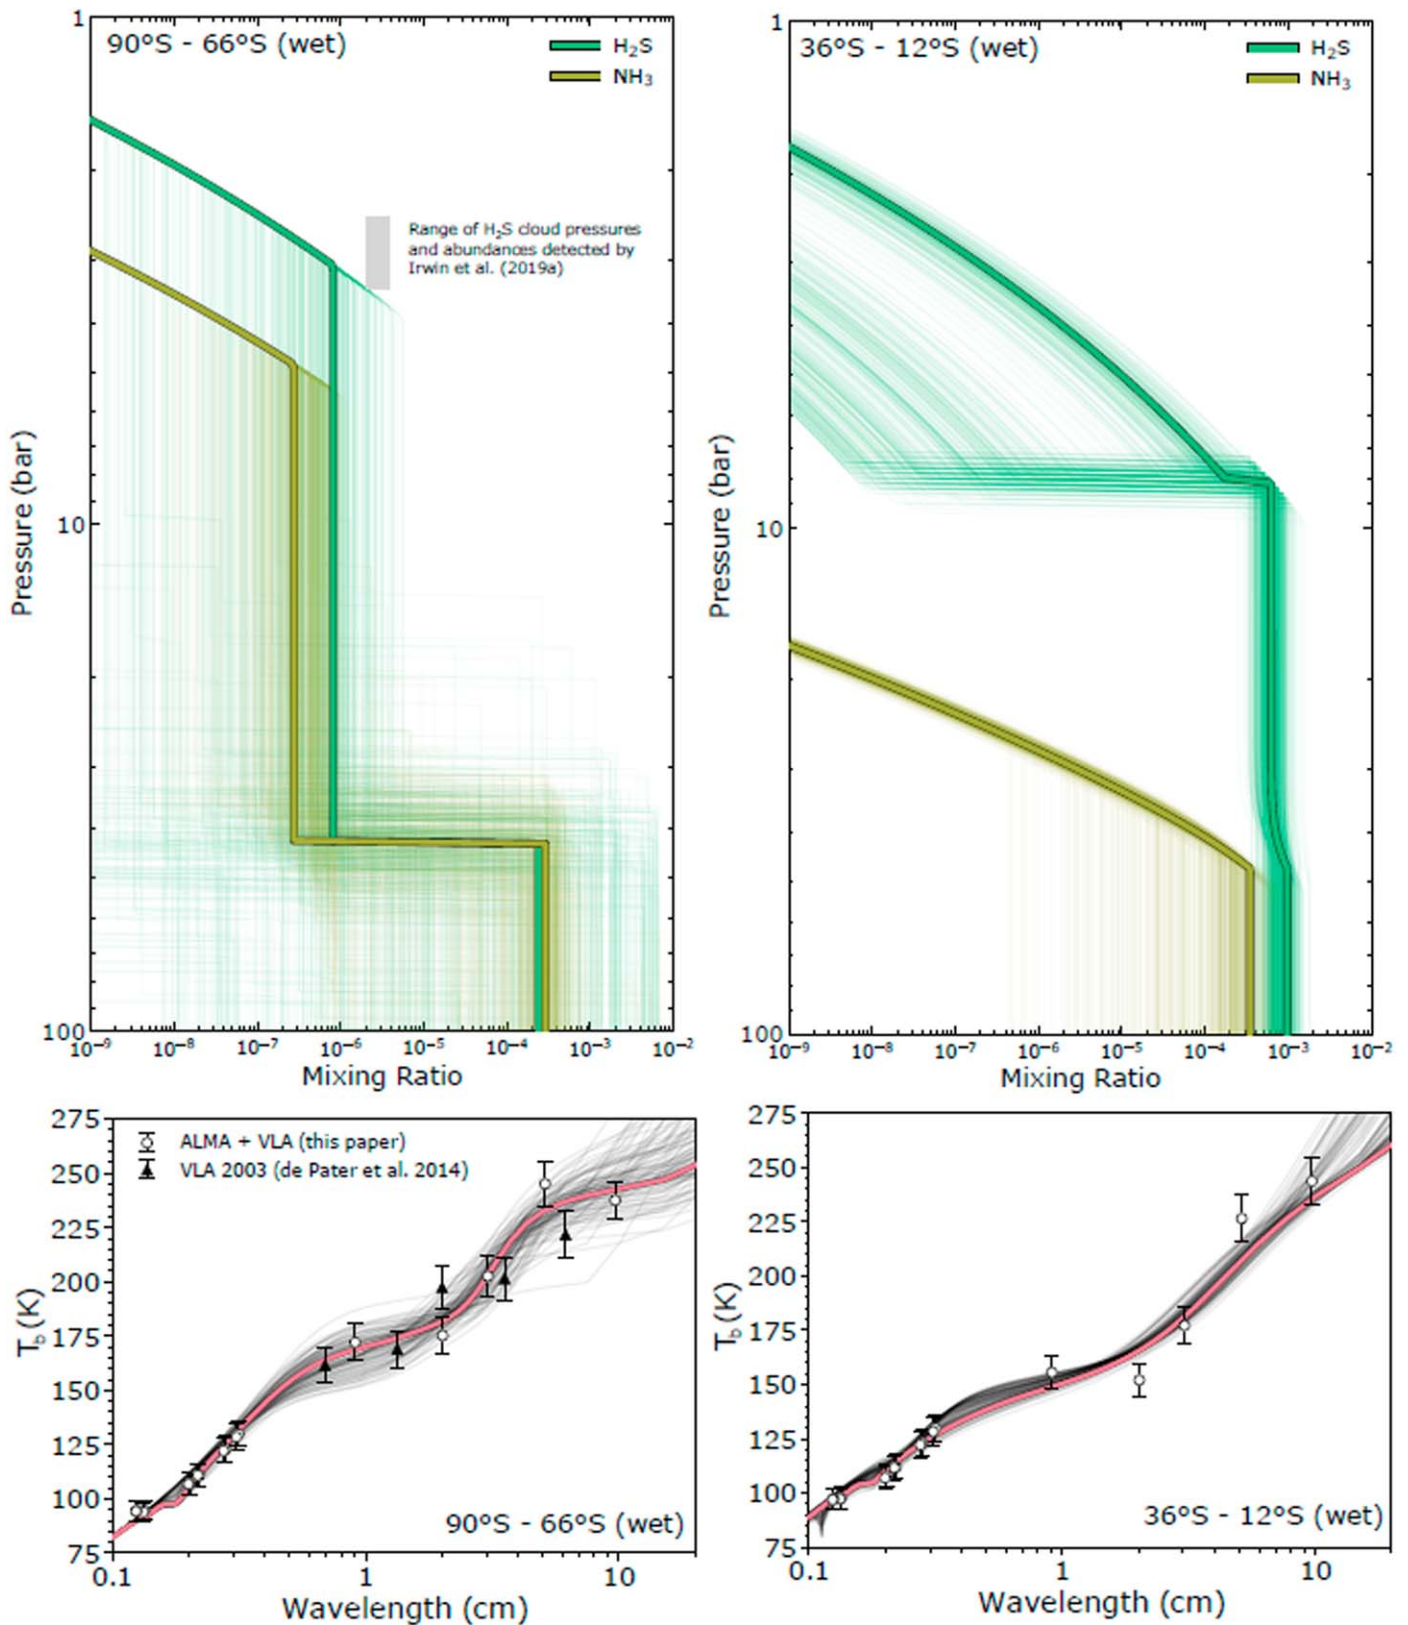 90°S - 66°S (wet)
H₂S
NH₃
Range of H₂S cloud pressures
and abundances detected by
Irwin et al. (2019a)
Pressure (bar)
1
10
100
10⁻⁹ 10⁻⁸ 10⁻⁷ 10⁻⁶ 10⁻⁵ 10⁻⁴ 10⁻³ 10⁻²
Mixing Ratio
36°S - 12°S (wet)
H₂S
NH₃
Pressure (bar)
1
10
100
10⁻⁹ 10⁻⁸ 10⁻⁷ 10⁻⁶ 10⁻⁵ 10⁻⁴ 10⁻³ 10⁻²
Mixing Ratio
ALMA + VLA (this paper)
VLA 2003 (de Pater et al. 2014)
T_b (K)
275
250
225
200
175
150
125
100
75
90°S - 66°S (wet)
0.1 1 10
Wavelength (cm)
T_b (K)
275
250
225
200
175
150
125
100
75
36°S - 12°S (wet)
0.1 1 10
Wavelength (cm)